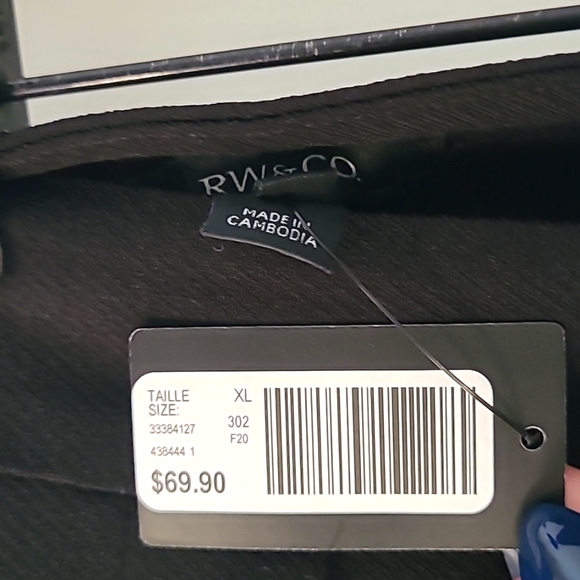 RW&CO.
MADE IN
CAMBODIA
TAILLE XL
SIZE:
33384127 302
F20
438444 1
$69.90